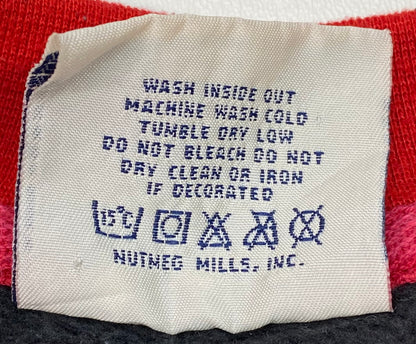 WASH INSIDE OUT
MACHINE WASH COLD
TUMBLE DRY LOW
DO NOT BLEACH DO NOT
DRY CLEAN OR IRON
IF DECORATED
15°C
NUTMEG MILLS, INC.